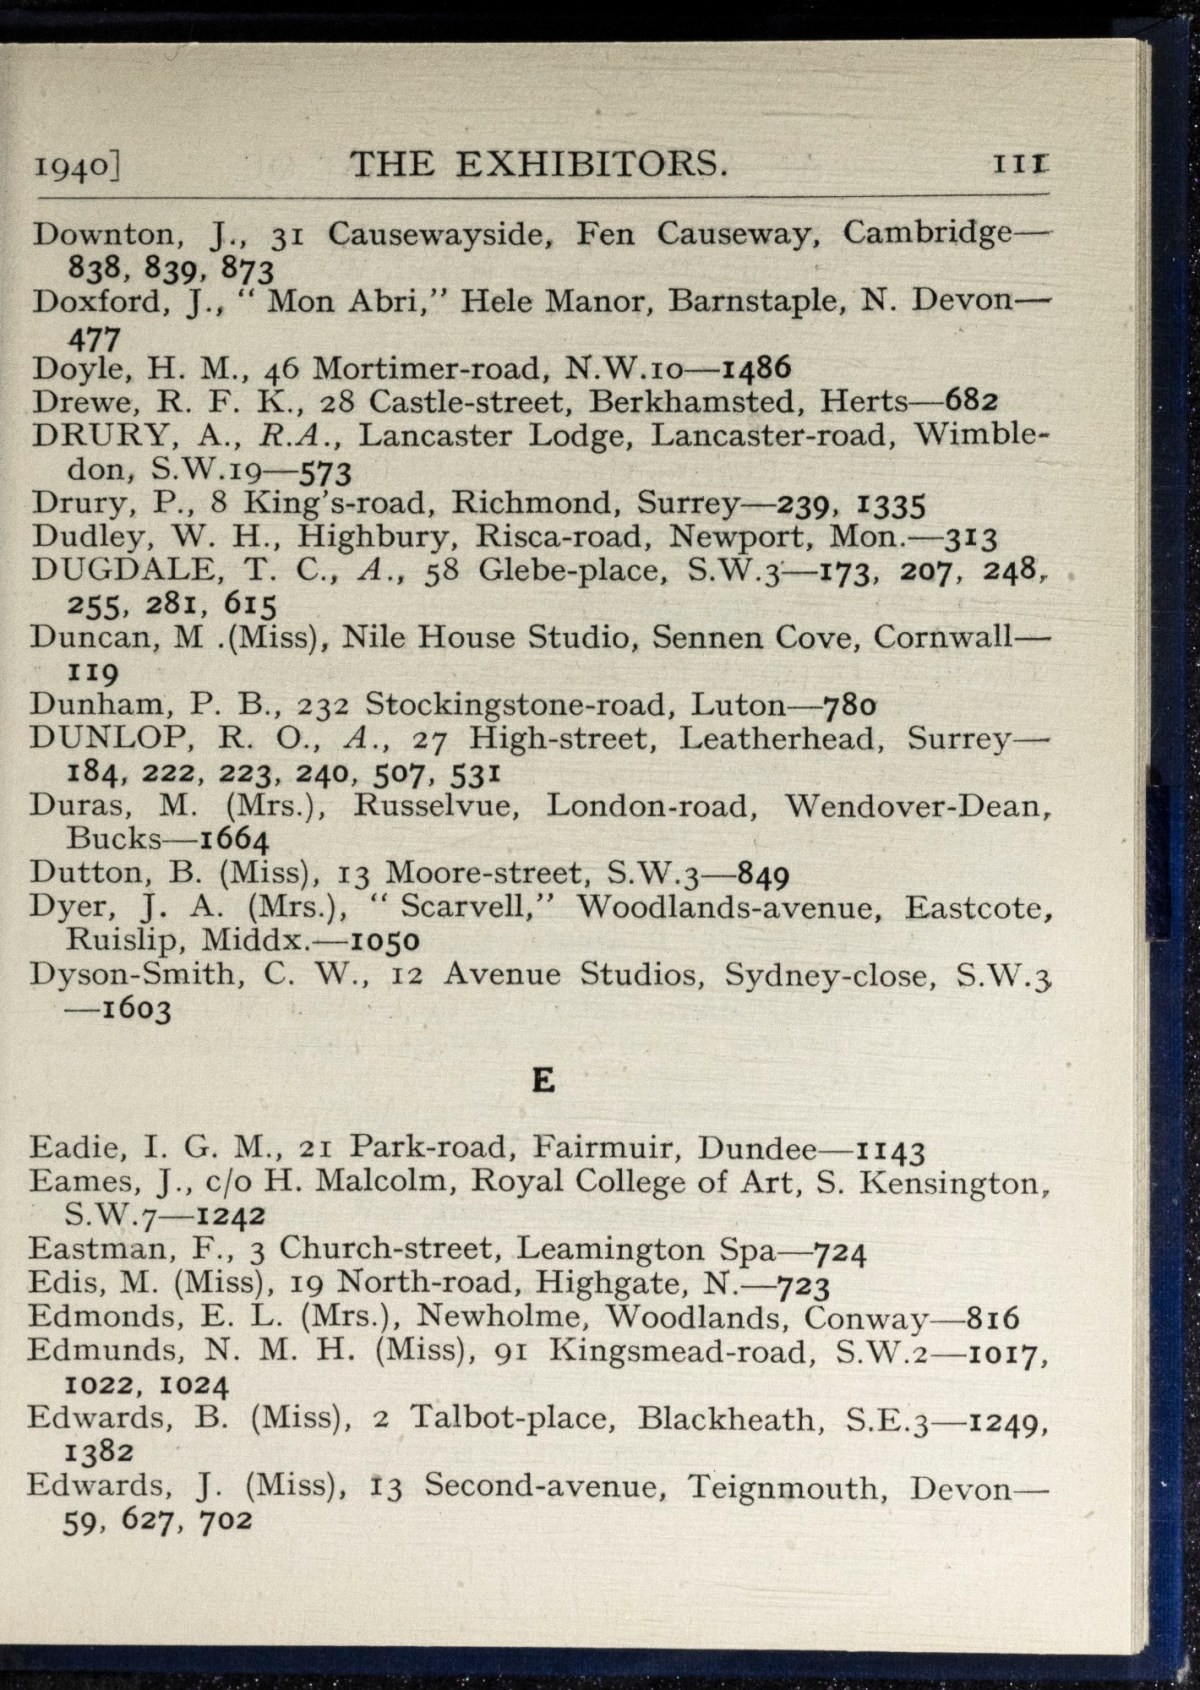 1940] THE EXHIBITORS. 111
Downton, J., 31 Causewayside, Fen Causeway, Cambridge—
838, 839, 873
Doxford, J., “ Mon Abri,” Hele Manor, Barnstaple, N. Devon—
477
Doyle, H. M., 46 Mortimer-road, N.W.10—1486
Drewe, R. F. K., 28 Castle-street, Berkhamsted, Herts—682
DRURY, A., R.A., Lancaster Lodge, Lancaster-road, Wimble-
don, S.W.19—573
Drury, P., 8 King’s-road, Richmond, Surrey—239, 1335
Dudley, W. H., Highbury, Risca-road, Newport, Mon.—313
DUGDALE, T. C., A., 58 Glebe-place, S.W.3—173, 207, 248,
255, 281, 615
Duncan, M .(Miss), Nile House Studio, Sennen Cove, Cornwall—
119
Dunham, P. B., 232 Stockingstone-road, Luton—780
DUNLOP, R. O., A., 27 High-street, Leatherhead, Surrey—
184, 222, 223, 240, 507, 531
Duras, M. (Mrs.), Russelvue, London-road, Wendover-Dean,
Bucks—1664
Dutton, B. (Miss), 13 Moore-street, S.W.3—849
Dyer, J. A. (Mrs.), “ Scarvell,” Woodlands-avenue, Eastcote,
Ruislip, Middx.—1050
Dyson-Smith, C. W., 12 Avenue Studios, Sydney-close, S.W.3
—1603
E
Eadie, I. G. M., 21 Park-road, Fairmuir, Dundee—1143
Eames, J., c/o H. Malcolm, Royal College of Art, S. Kensington,
S.W.7—1242
Eastman, F., 3 Church-street, Leamington Spa—724
Edis, M. (Miss), 19 North-road, Highgate, N.—723
Edmonds, E. L. (Mrs.), Newholme, Woodlands, Conway—816
Edmunds, N. M. H. (Miss), 91 Kingsmead-road, S.W.2—1017,
1022, 1024
Edwards, B. (Miss), 2 Talbot-place, Blackheath, S.E.3—1249,
1382
Edwards, J. (Miss), 13 Second-avenue, Teignmouth, Devon—
59, 627, 702